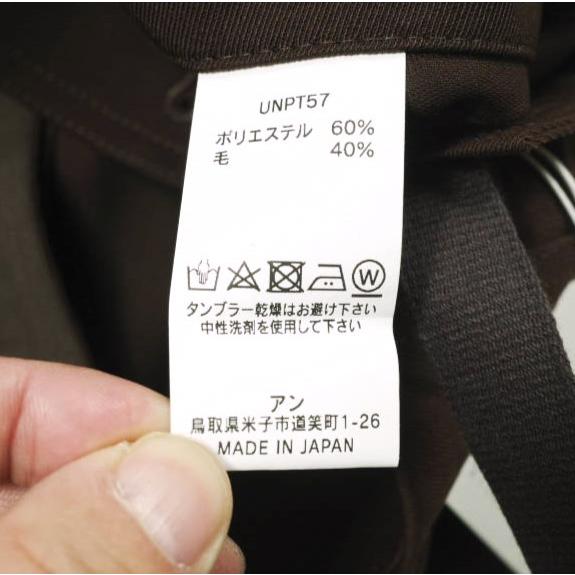 UNPT57
ポリエステル 60%
毛 40%
W
タンブラー乾燥はお避け下さい
中性洗剤を使用して下さい
アン
鳥取県米子市道笑町1-26
MADE IN JAPAN